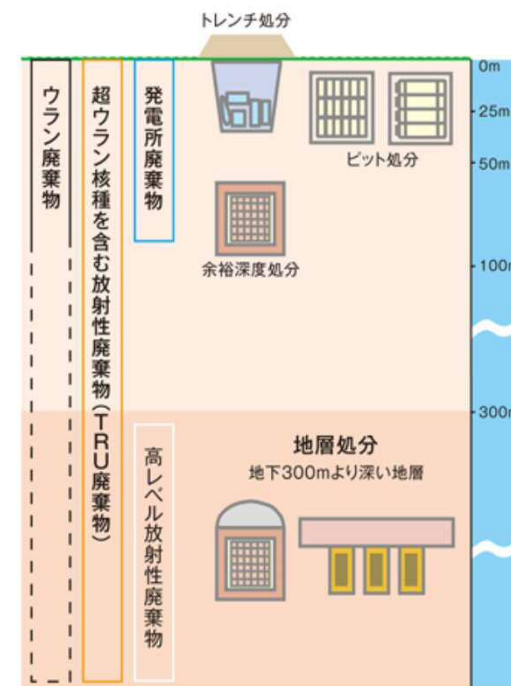 トレンチ処分
0m
25m
50m
100m
300m
ウラン廃棄物
超ウラン核種を含む放射性廃棄物(TRU廃棄物)
発電所廃棄物
ピット処分
余裕深度処分
高レベル放射性廃棄物
地層処分
地下300mより深い地層